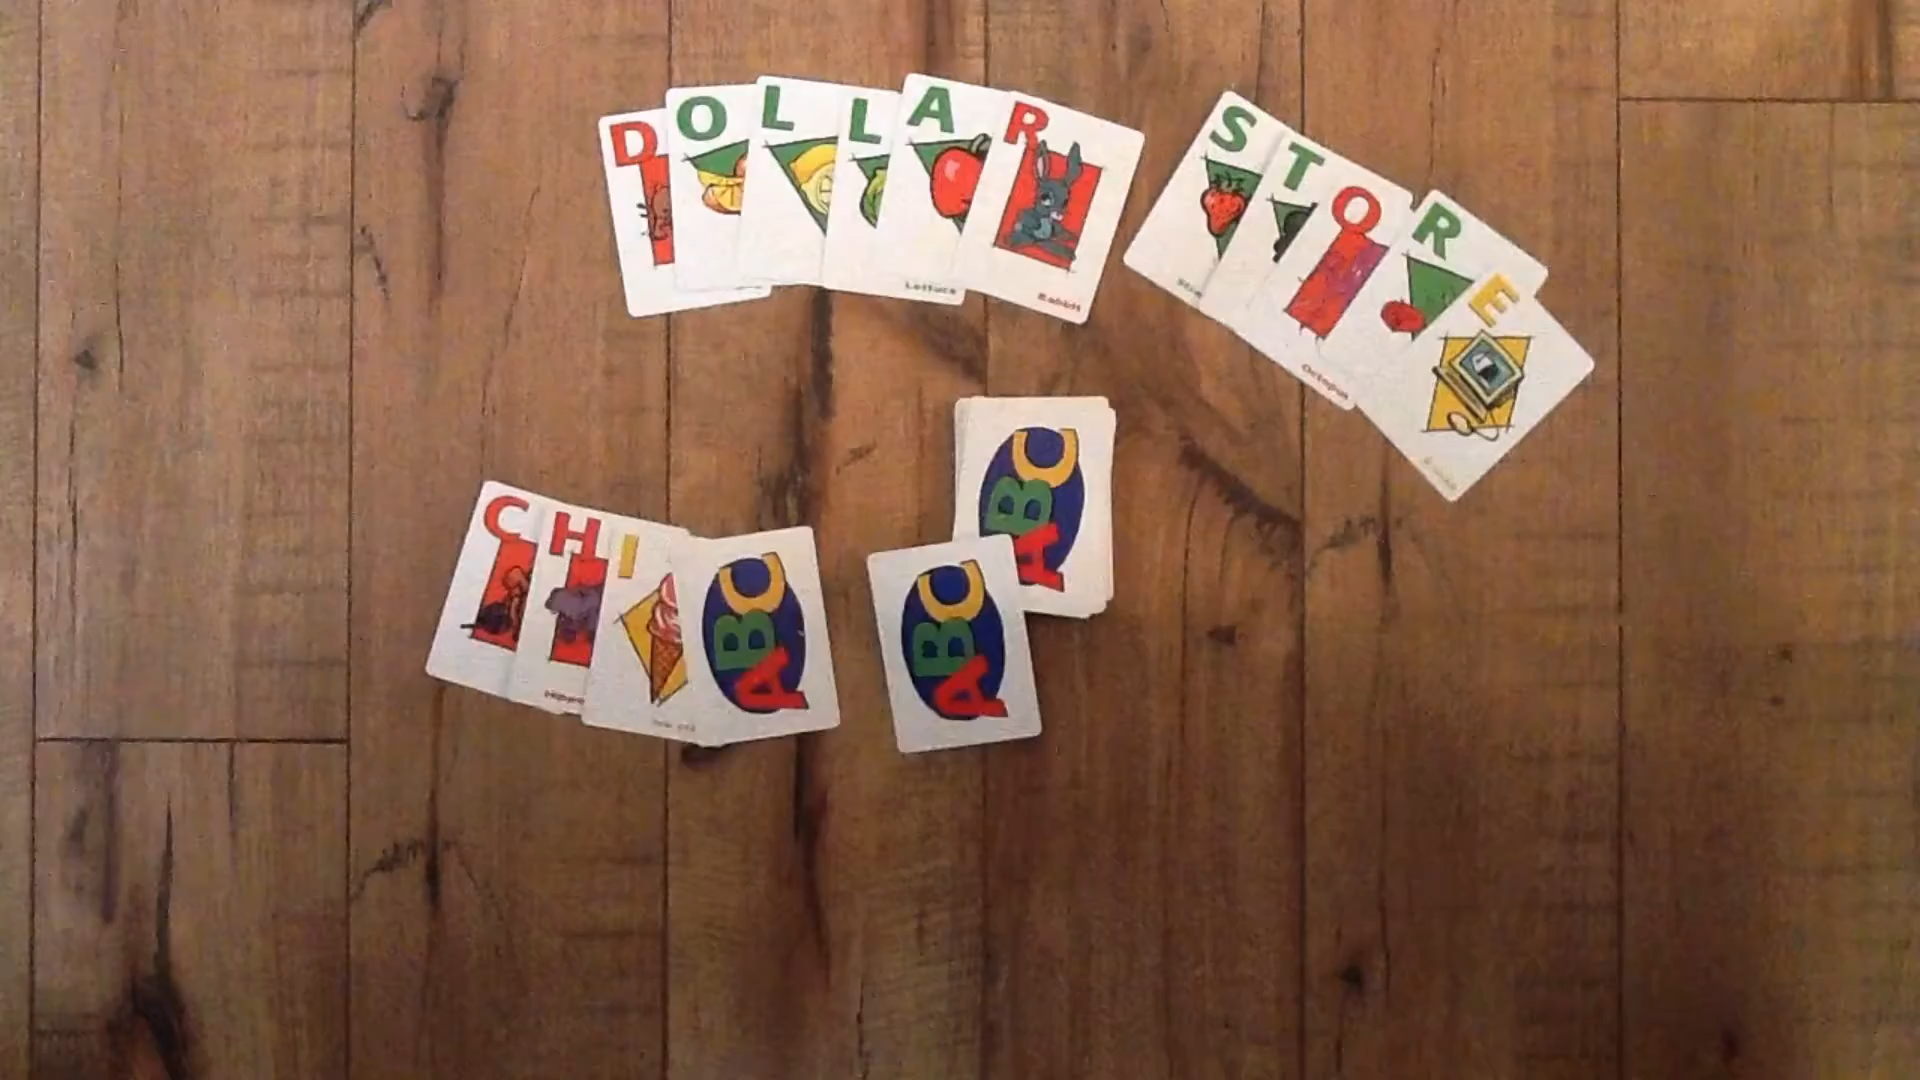 DOLLAR STORE
Lettuce
Rabbit
Octopus
CHI
ABC
ABC
ABC